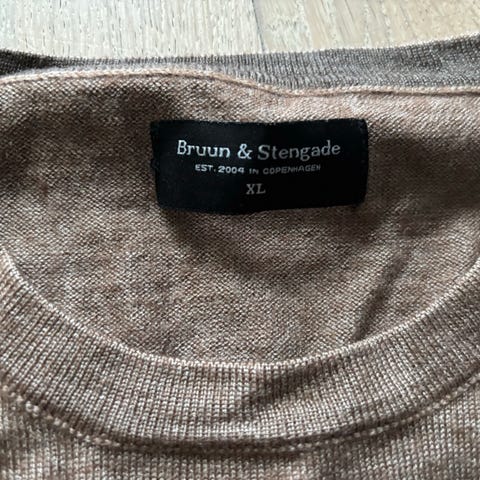 Bruun & Stengade
EST. 2004 IN COPENHAGEN
XL